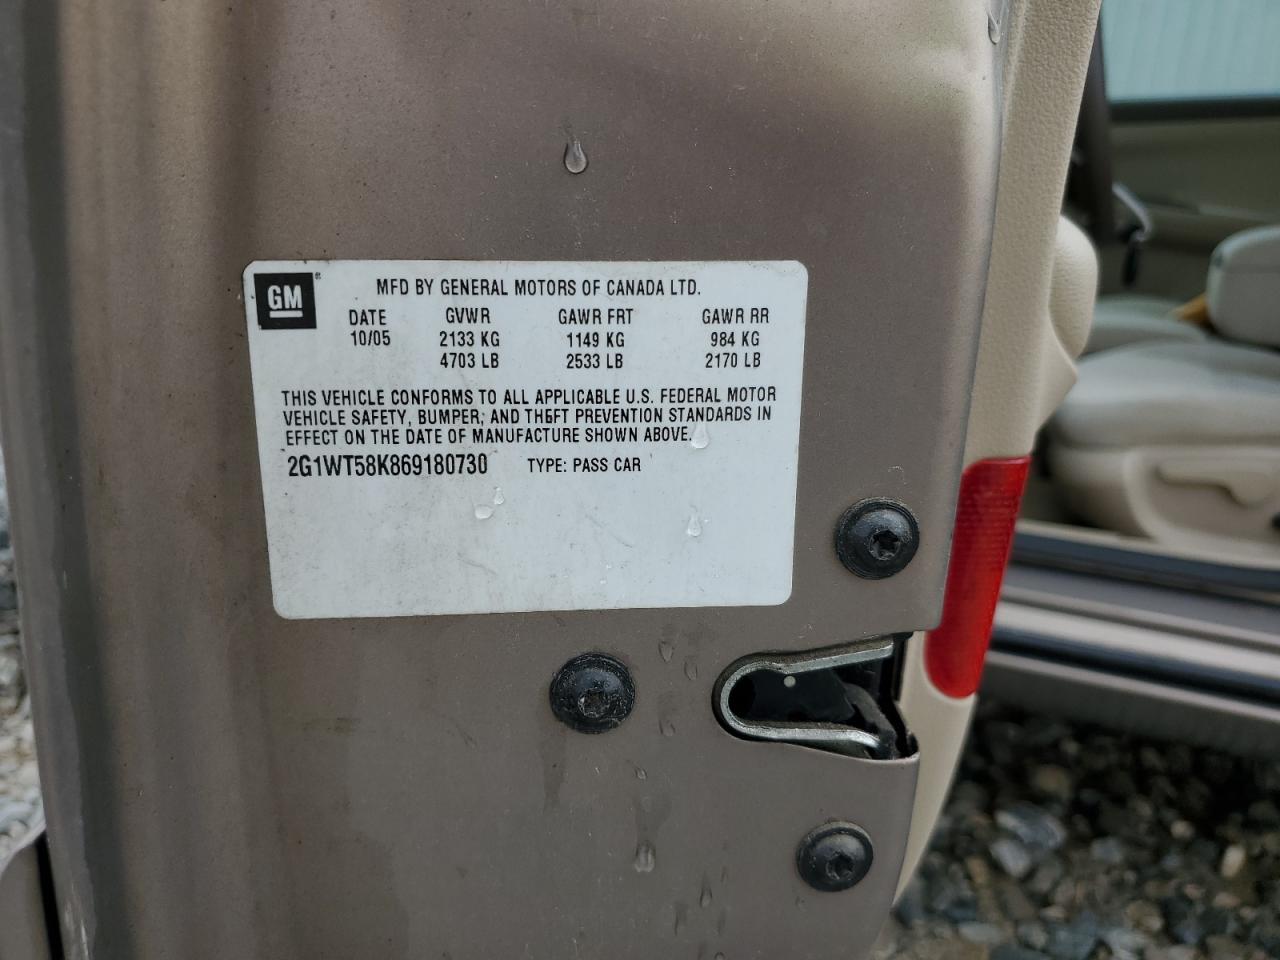 GM ®
MFD BY GENERAL MOTORS OF CANADA LTD.
DATE GVWR GAWR FRT GAWR RR
10/05 2133 KG 1149 KG 984 KG
4703 LB 2533 LB 2170 LB
THIS VEHICLE CONFORMS TO ALL APPLICABLE U.S. FEDERAL MOTOR
VEHICLE SAFETY, BUMPER, AND THEFT PREVENTION STANDARDS IN
EFFECT ON THE DATE OF MANUFACTURE SHOWN ABOVE.
2G1WT58K869180730 TYPE: PASS CAR